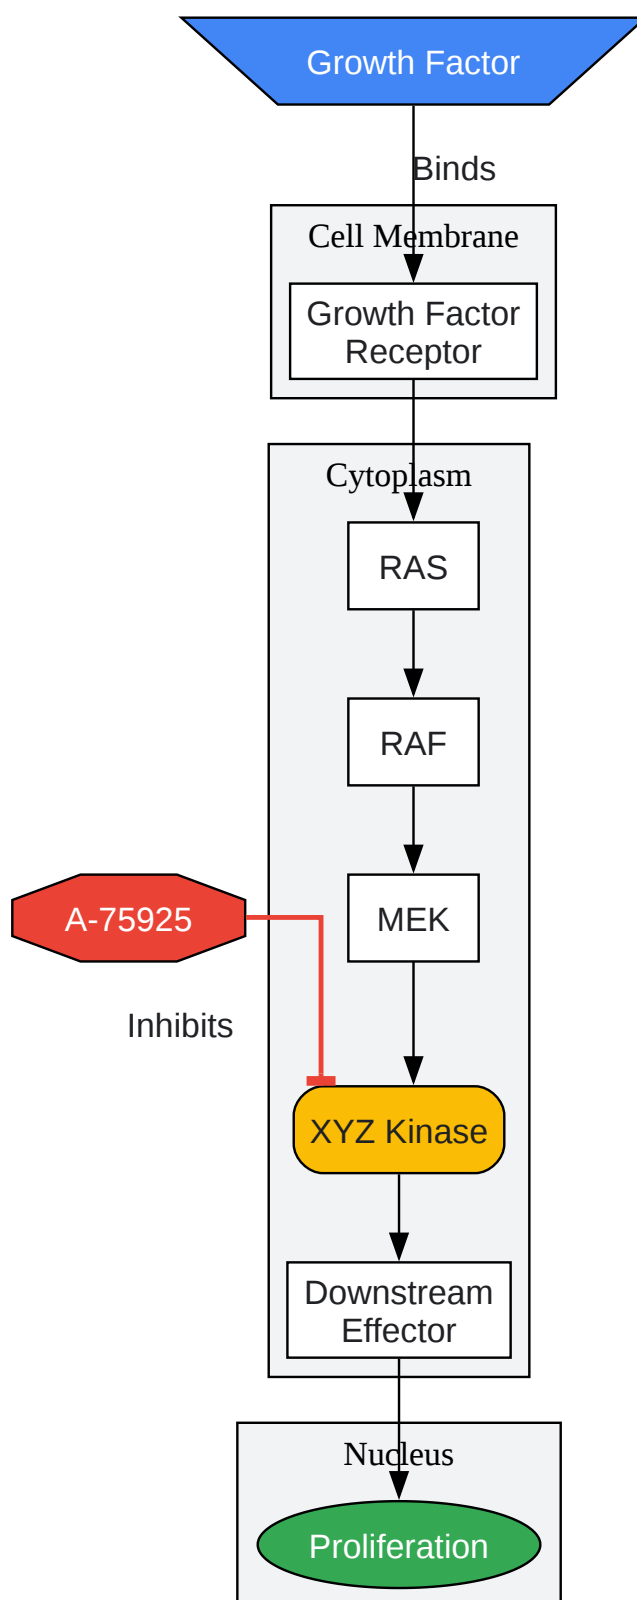 Growth Factor
Binds
Cell Membrane
Growth Factor
Receptor
Cytoplasm
RAS
RAF
A-75925
MEK
Inhibits
XYZ Kinase
Downstream
Effector
Nucleus
Proliferation